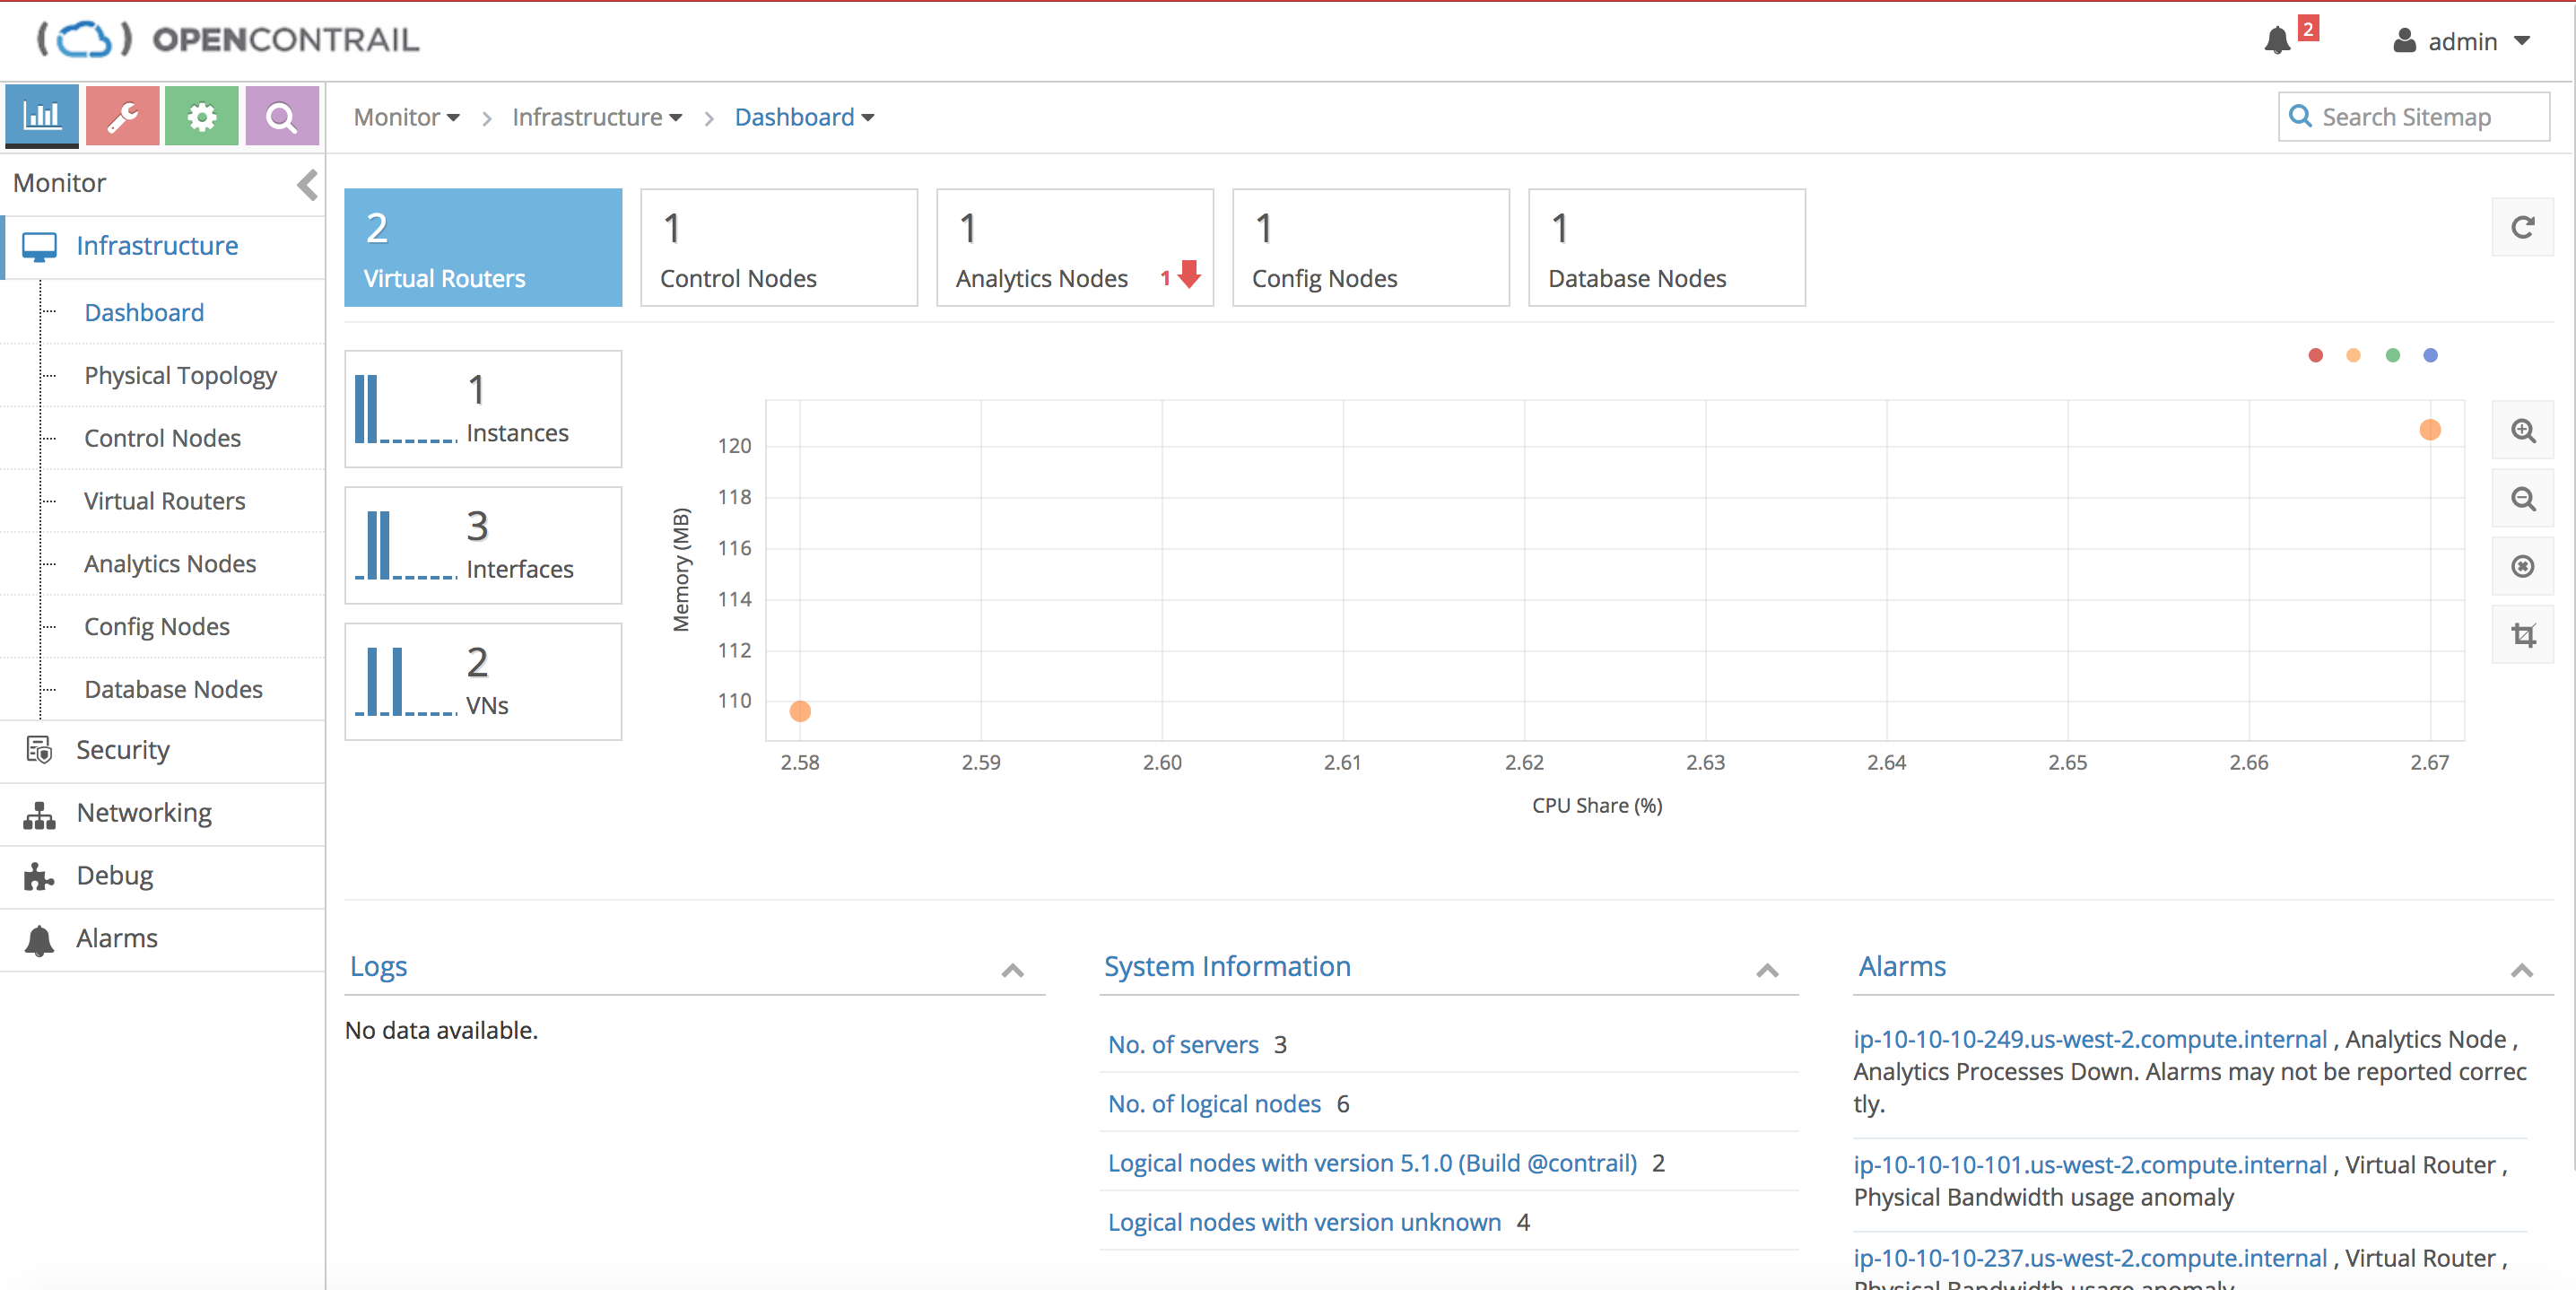 OPENCONTRAIL
2
admin
Monitor
Infrastructure
Dashboard
Search Sitemap
Monitor
Infrastructure
Dashboard
Physical Topology
Control Nodes
Virtual Routers
Analytics Nodes
Config Nodes
Database Nodes
Security
Networking
Debug
Alarms
2
Virtual Routers
1
Control Nodes
1
Analytics Nodes 1
1
Config Nodes
1
Database Nodes
1
Instances
3
Interfaces
2
VNs
Memory (MB)
120
118
116
114
112
110
2.58 2.59 2.60 2.61 2.62 2.63 2.64 2.65 2.66 2.67
CPU Share (%)
Logs
No data available.
System Information
No. of servers 3
No. of logical nodes 6
Logical nodes with version 5.1.0 (Build @contrail) 2
Logical nodes with version unknown 4
Alarms
ip-10-10-10-249.us-west-2.compute.internal , Analytics Node ,
Analytics Processes Down. Alarms may not be reported correc
tly.
ip-10-10-10-101.us-west-2.compute.internal , Virtual Router ,
Physical Bandwidth usage anomaly
ip-10-10-10-237.us-west-2.compute.internal , Virtual Router ,
Physical Bandwidth usage anomaly